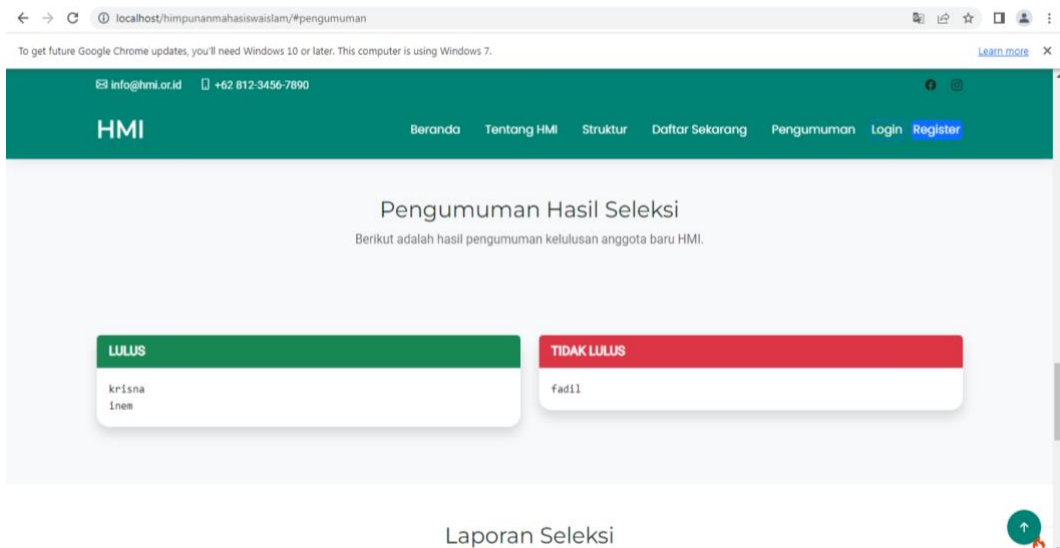 localhost/himpunanmahasiswaislam/#pengumuman
To get future Google Chrome updates, you'll need Windows 10 or later. This computer is using Windows 7. Learn more
info@hmi.or.id +62 812-3456-7890
HMI Beranda Tentang HMI Struktur Daftar Sekarang Pengumuman Login Register
Pengumuman Hasil Seleksi
Berikut adalah hasil pengumuman kelulusan anggota baru HMI.
LULUS
krisna
inem
TIDAK LULUS
fadil
Laporan Seleksi